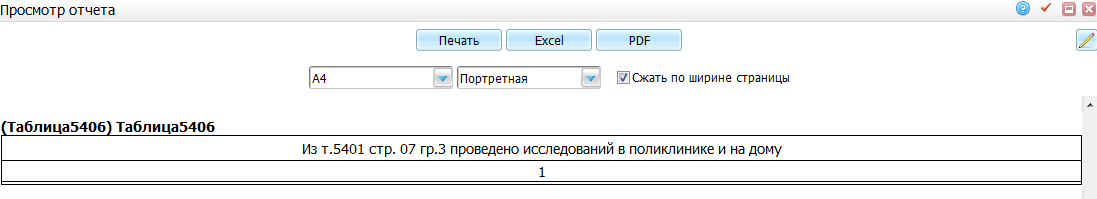 Просмотр отчета
Печать Excel PDF
A4 Портретная Сжать по ширине страницы
(Таблица5406) Таблица5406
Из т.5401 стр. 07 гр.3 проведено исследований в поликлинике и на дому
1